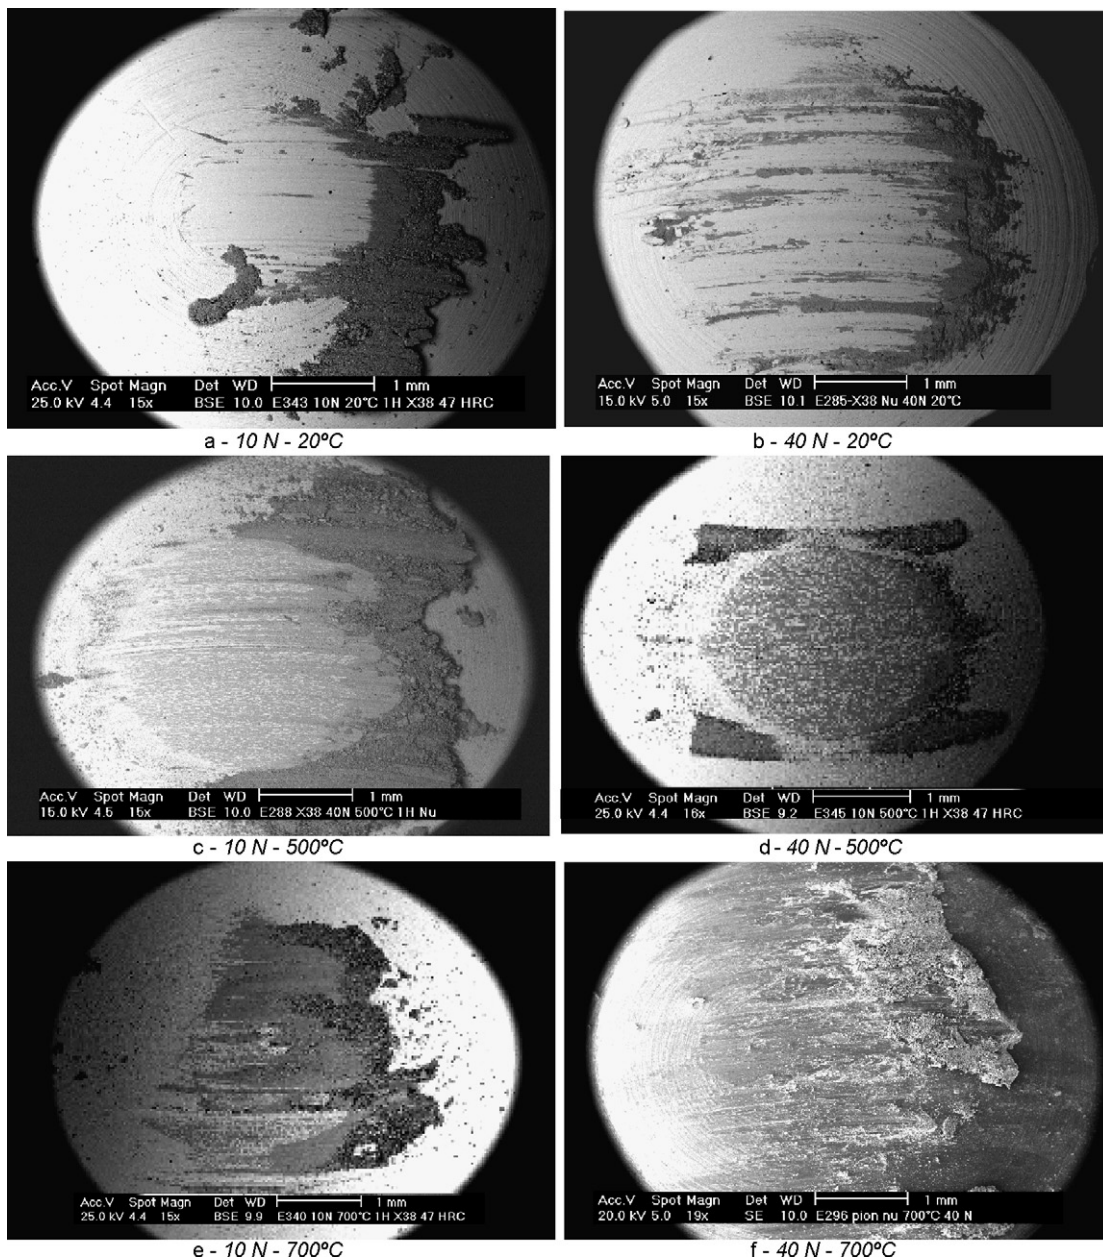 Acc.V Spot Magn Det WD 1 mm
25.0 kV 4.4 15x BSE 10.0 E343 10N 20°C 1H X38 47 HRC
a - 10 N - 20ºC
Acc.V Spot Magn Det WD 1 mm
15.0 kV 5.0 15x BSE 10.1 E285-X38 Nu 40N 20°C
b - 40 N - 20ºC
Acc.V Spot Magn Det WD 1 mm
15.0 kV 4.5 15x BSE 10.0 E288 X38 40N 500°C 1H Nu
c - 10 N - 500ºC
Acc.V Spot Magn Det WD 1 mm
25.0 kV 4.4 16x BSE 9.2 E345 10N 500°C 1H X38 47 HRC
d - 40 N - 500ºC
Acc.V Spot Magn Det WD 1 mm
25.0 kV 4.4 15x BSE 9.9 E340 10N 700°C 1H X38 47 HRC
e - 10 N - 700ºC
Acc.V Spot Magn Det WD 1 mm
20.0 kV 5.0 19x SE 10.0 E296 pion nu 700°C 40 N
f - 40 N - 700ºC